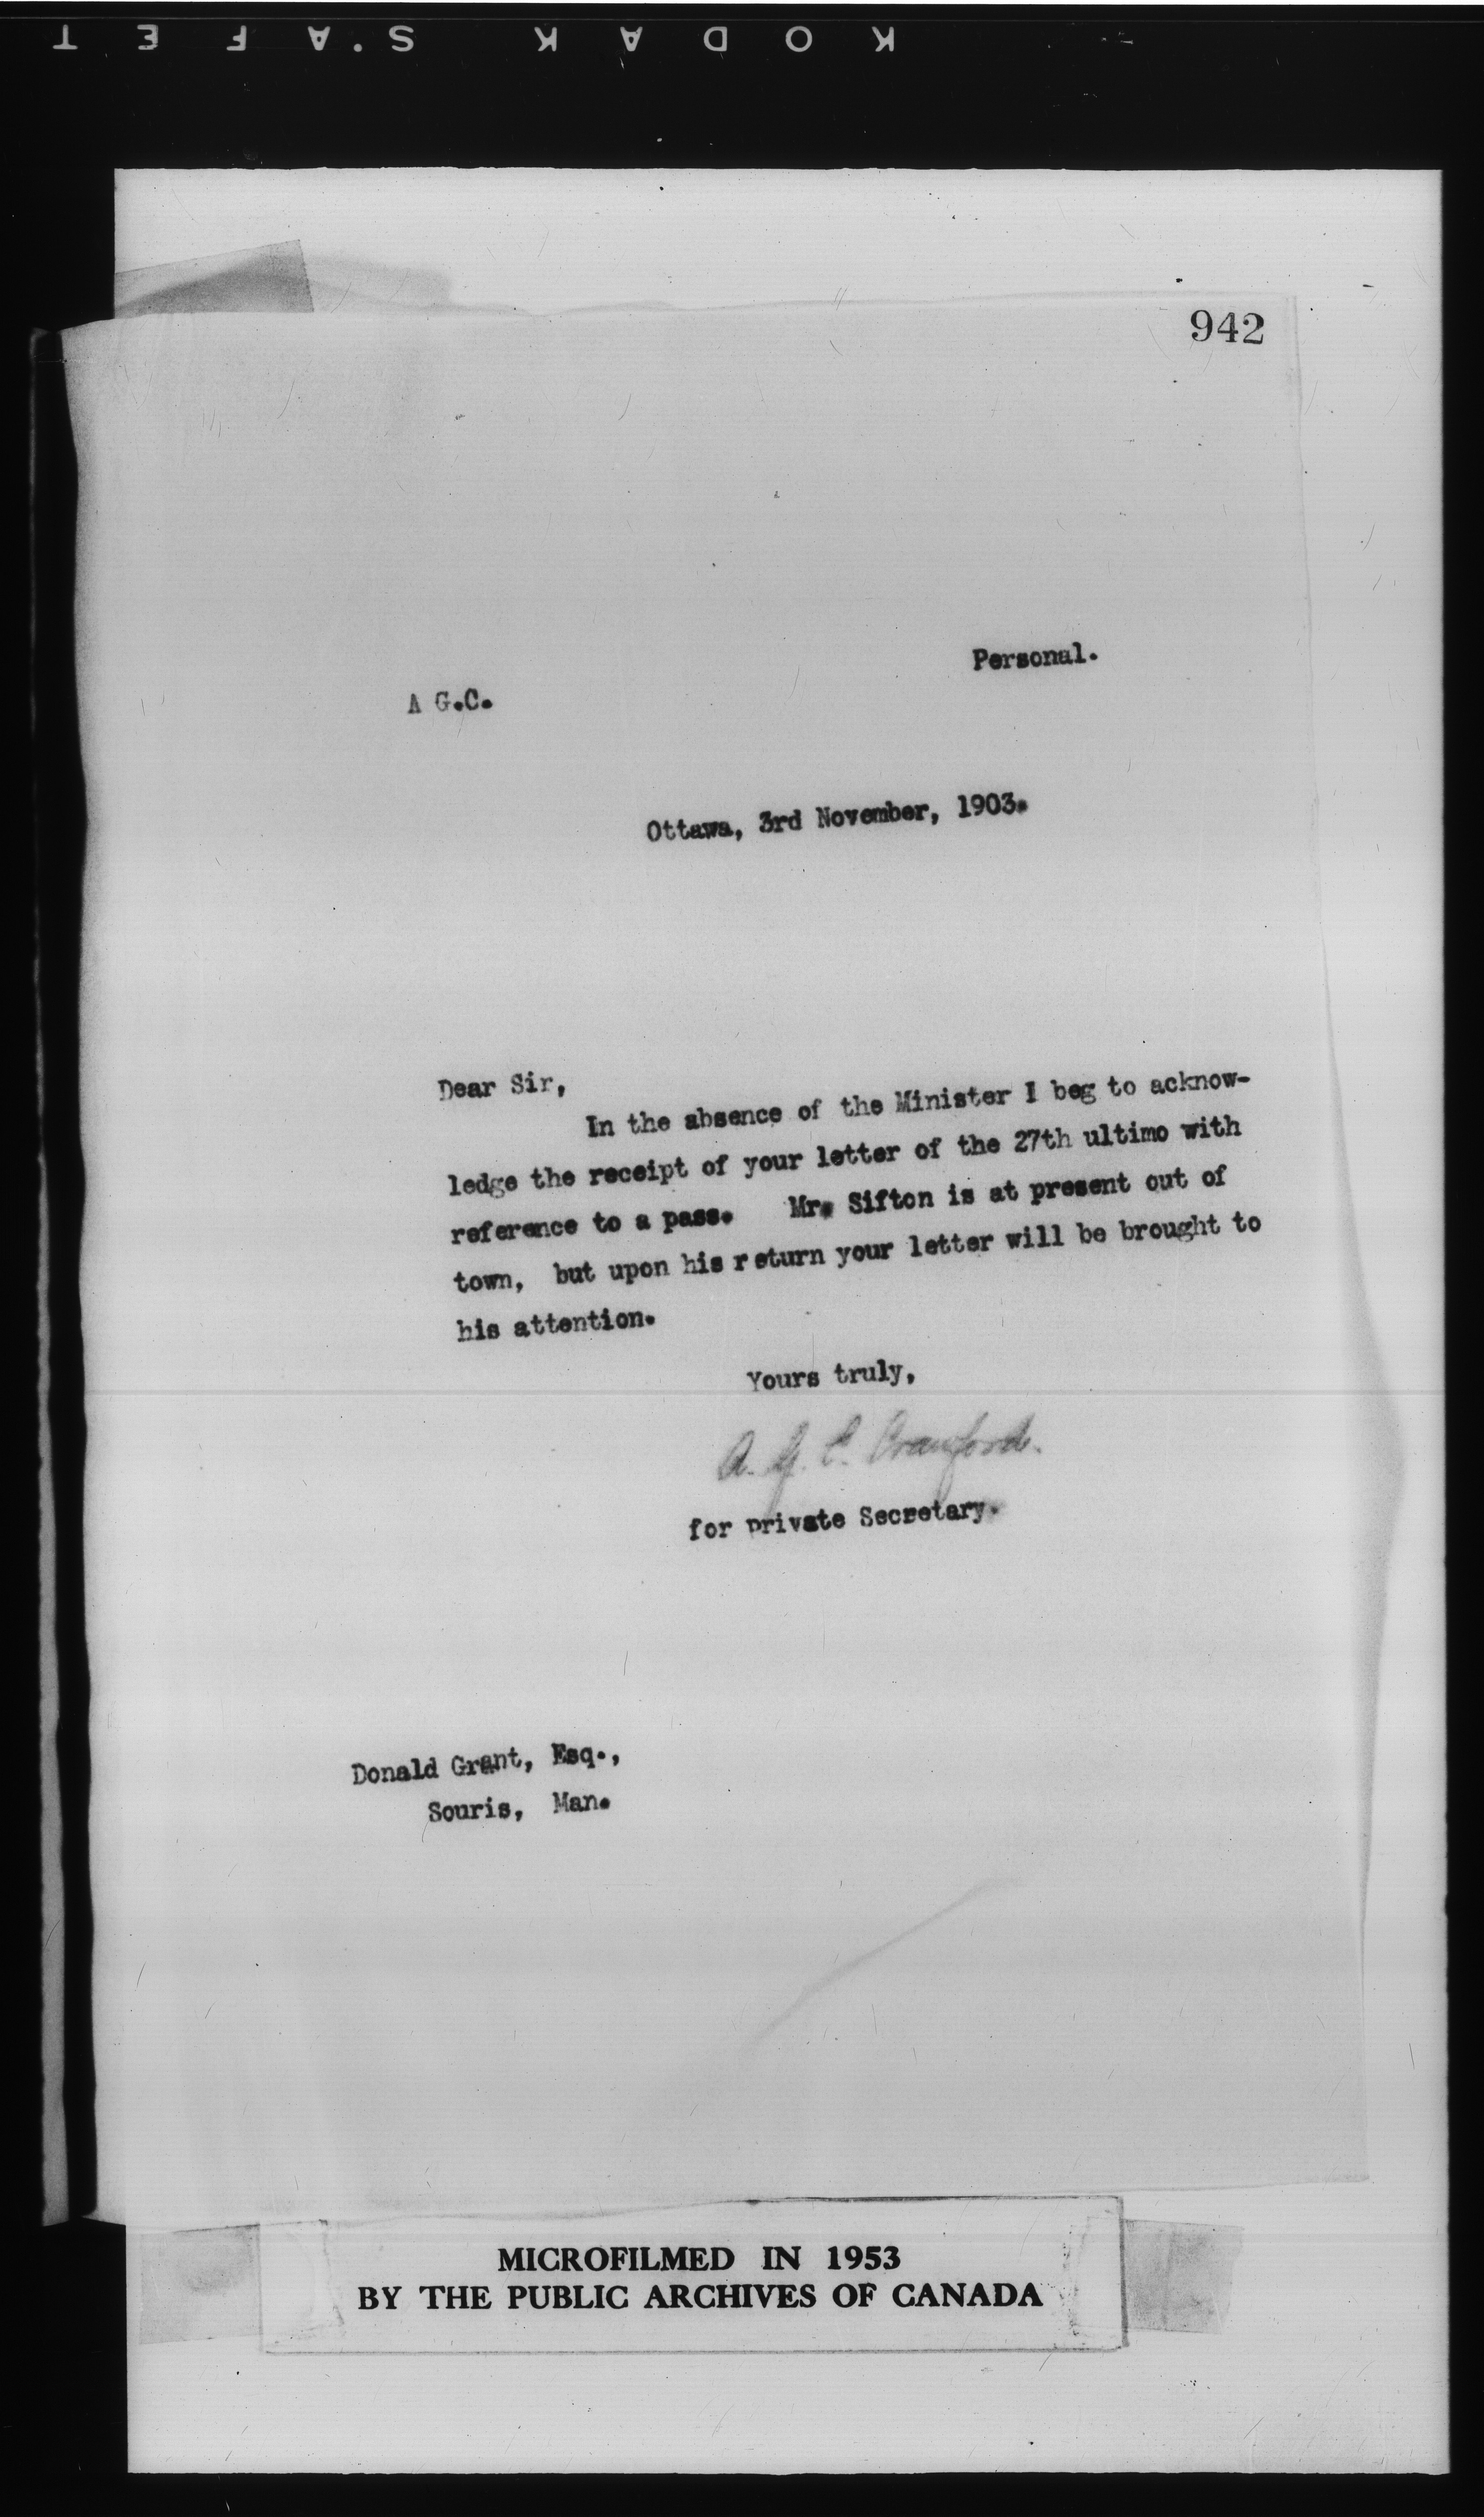 KODAK SAFET
942
Personal.
A G.C.
Ottawa, 3rd November, 1903.
Dear Sir,
In the absence of the Minister I beg to acknow-
ledge the receipt of your letter of the 27th ultimo with
reference to a pass. Mr. Sifton is at present out of
town, but upon his return your letter will be brought to
his attention.
Yours truly,
A. G. C. Cranford.
for Private Secretary.
Donald Grant, Esq.,
Souris, Man.
MICROFILMED IN 1953
BY THE PUBLIC ARCHIVES OF CANADA